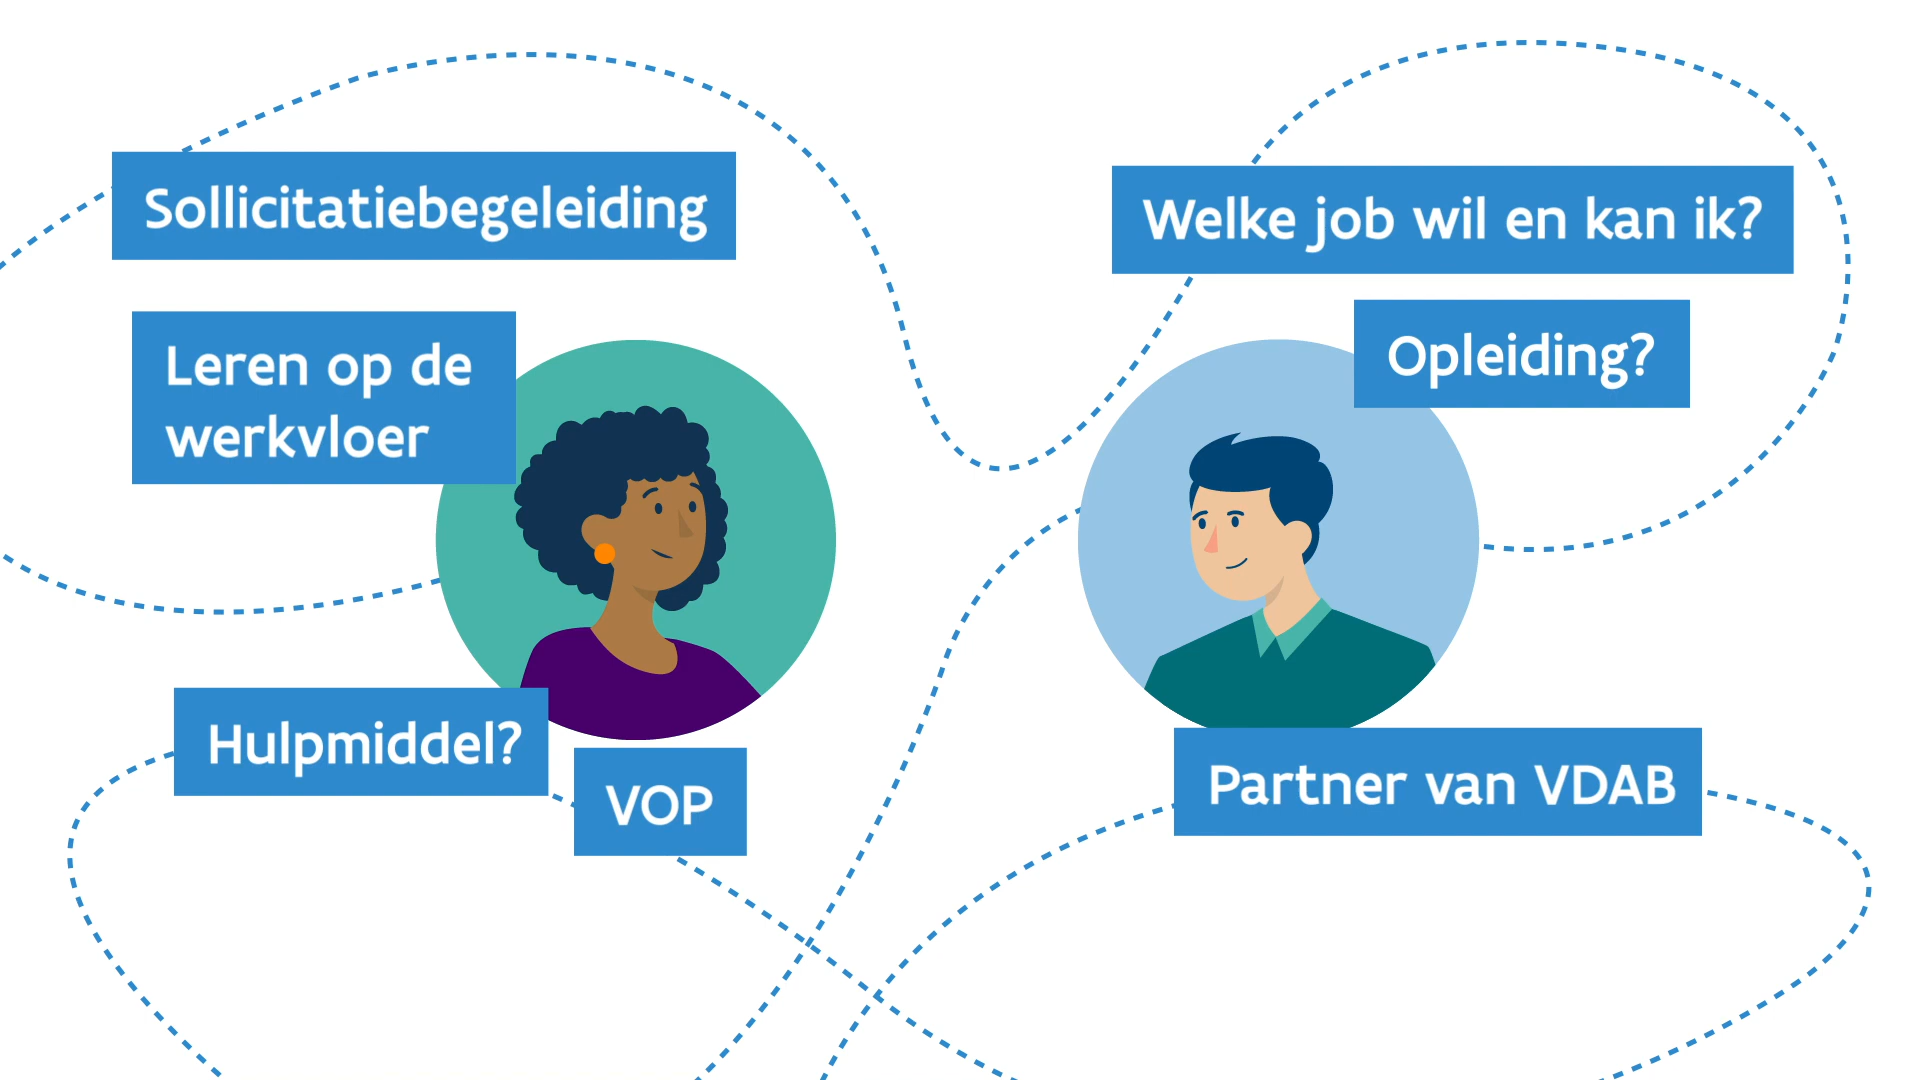 Sollicitatiebegeleiding
Leren op de
werkvloer
Hulpmiddel?
VOP
Welke job wil en kan ik?
Opleiding?
Partner van VDAB